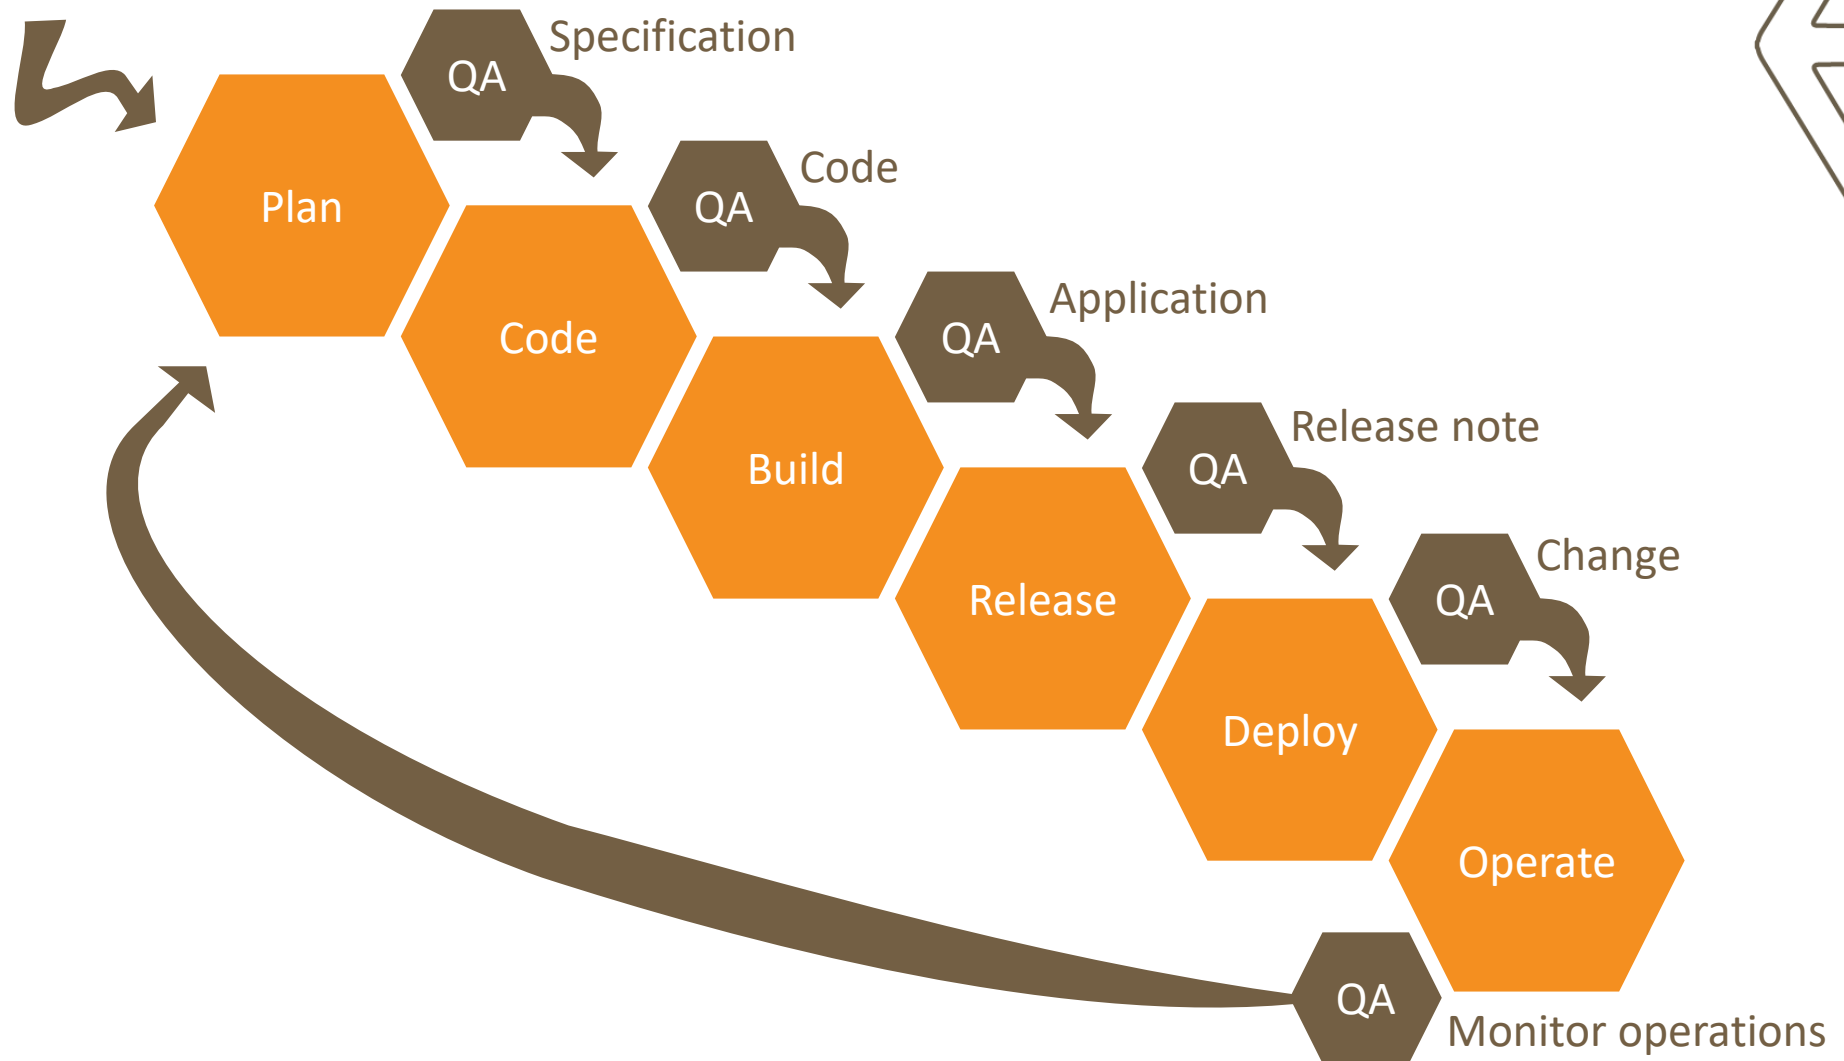 Specification
QA
Plan
Code
QA
Code
Application
QA
Build
Release note
QA
Release
Change
QA
Deploy
Operate
QA
Monitor operations